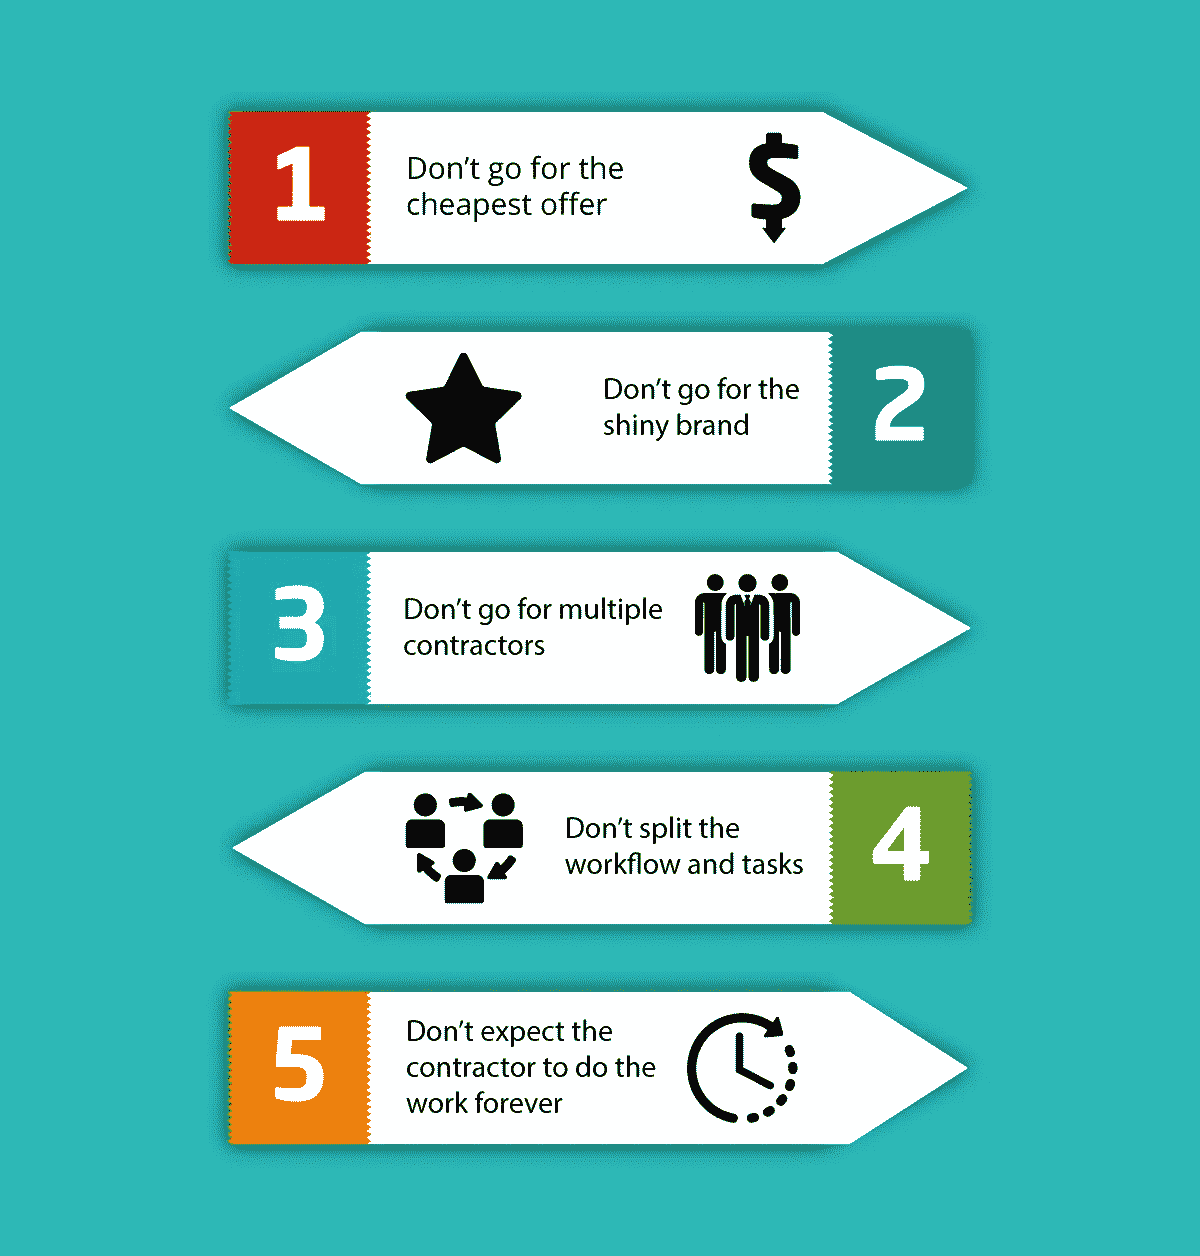 1
Don’t go for the
cheapest offer
$
Don’t go for the
shiny brand
2
3
Don’t go for multiple
contractors
Don’t split the
workflow and tasks
4
5
Don’t expect the
contractor to do the
work forever